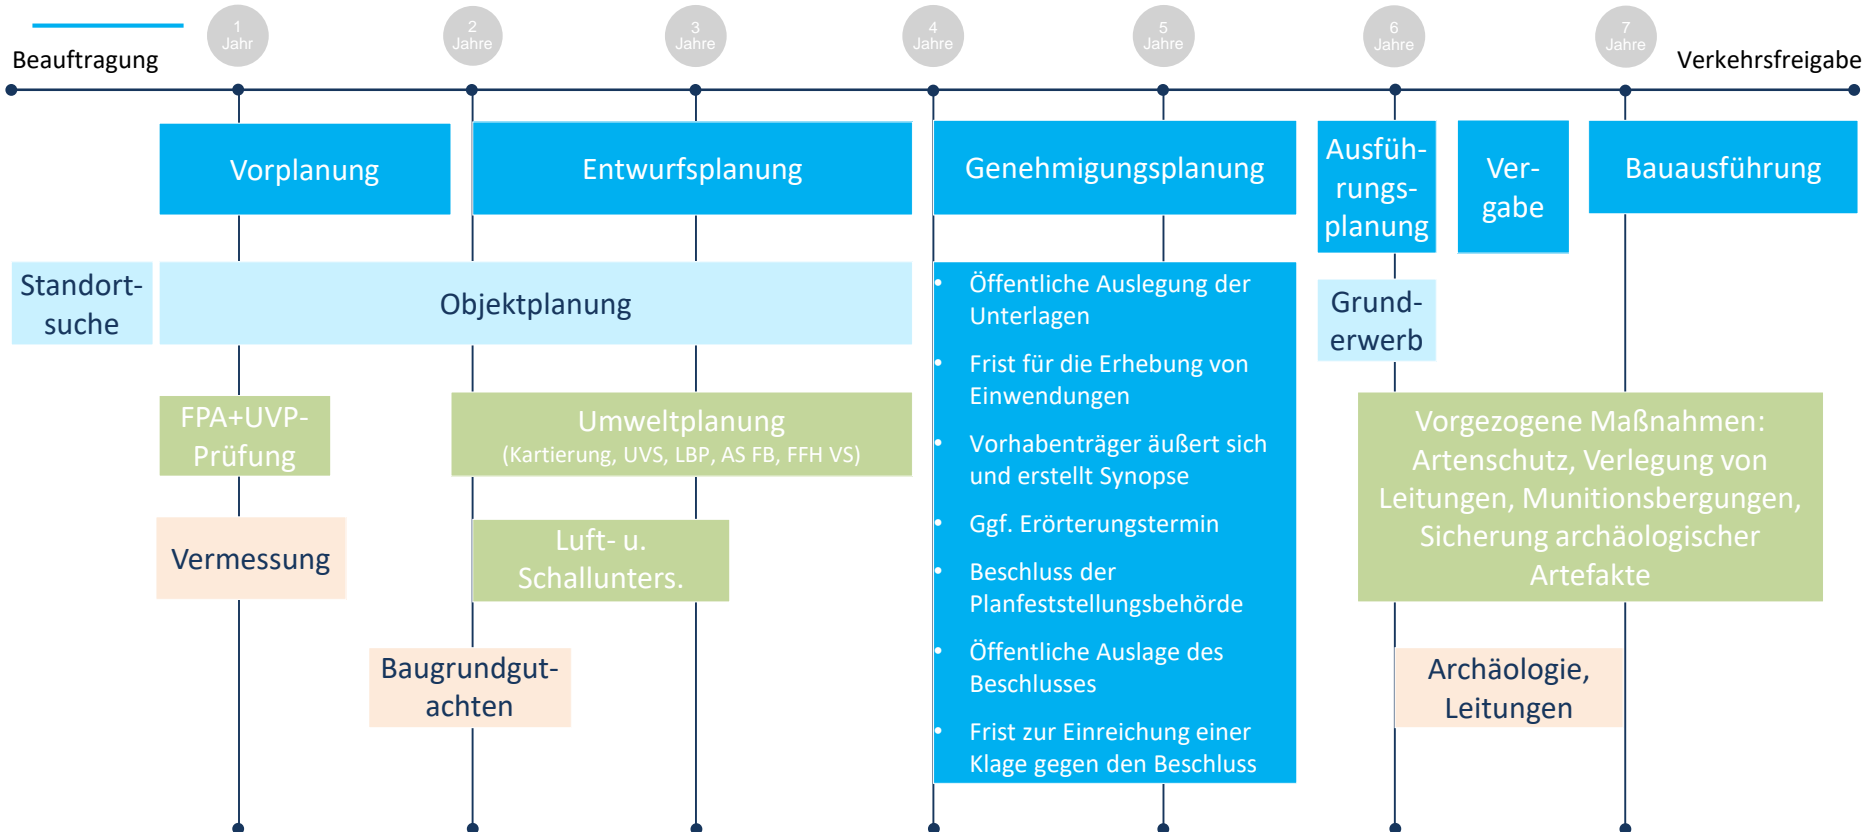 1
Jahr
2
Jahre
3
Jahre
4
Jahre
5
Jahre
6
Jahre
7
Jahre
Beauftragung
Verkehrsfreigabe
Vorplanung
Entwurfsplanung
Genehmigungsplanung
Ausfüh-
rungs-
planung
Ver-
gabe
Bauausführung
Standort-
suche
Objektplanung
• Öffentliche Auslegung der
Unterlagen
• Frist für die Erhebung von
Einwendungen
• Vorhabenträger äußert sich
und erstellt Synopse
• Ggf. Erörterungstermin
• Beschluss der
Planfeststellungsbehörde
• Öffentliche Auslage des
Beschlusses
• Frist zur Einreichung einer
Klage gegen den Beschluss
Grund-
erwerb
FPA+UVP-
Prüfung
Umweltplanung
(Kartierung, UVS, LBP, AS FB, FFH VS)
Vorgezogene Maßnahmen:
Artenschutz, Verlegung von
Leitungen, Munitionsbergungen,
Sicherung archäologischer
Artefakte
Vermessung
Luft- u.
Schallunters.
Baugrundgut-
achten
Archäologie,
Leitungen